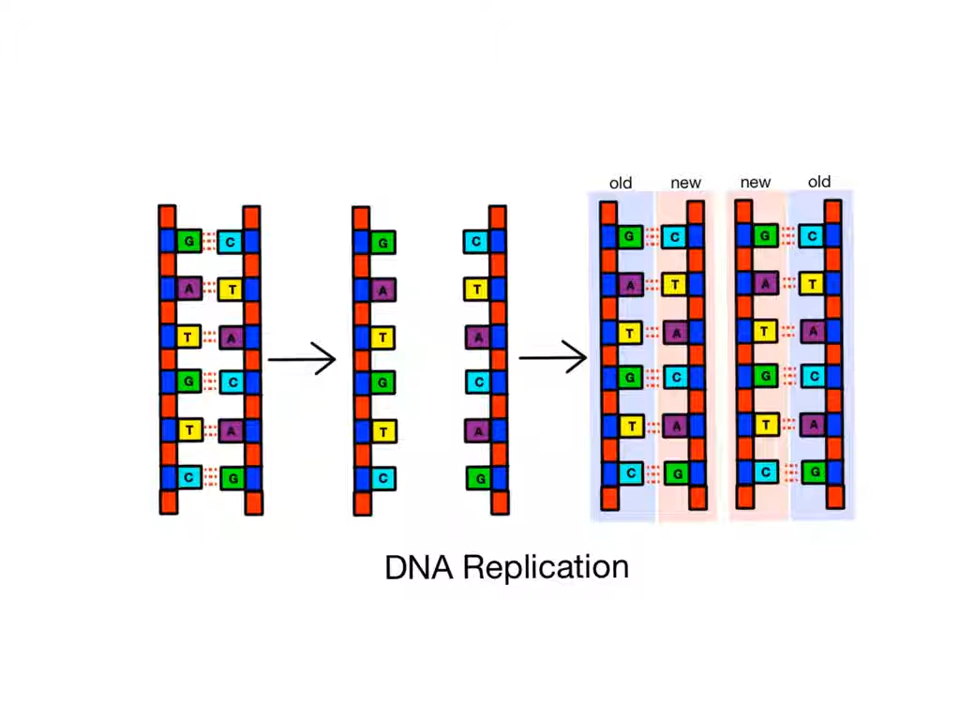 old new new old
G C G C G C G C
A T A T A T A T
T A T A T A T A
G C G C G C G C
T A T A T A T A
C G C G C G C G
DNA Replication